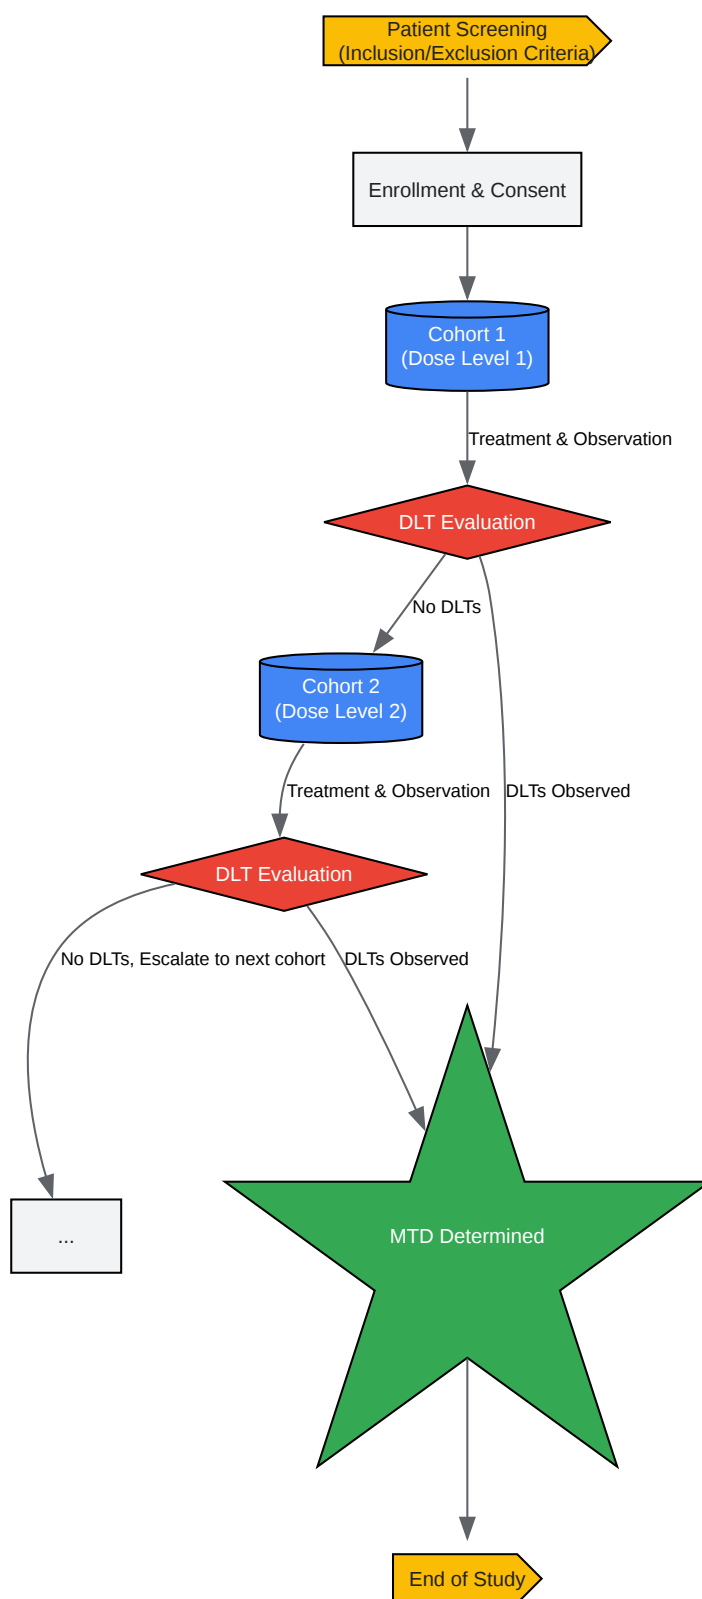 Patient Screening
(Inclusion/Exclusion Criteria)
Enrollment & Consent
Cohort 1
(Dose Level 1)
Treatment & Observation
DLT Evaluation
No DLTs
Cohort 2
(Dose Level 2)
Treatment & Observation
DLTs Observed
DLT Evaluation
No DLTs, Escalate to next cohort
DLTs Observed
...
MTD Determined
End of Study